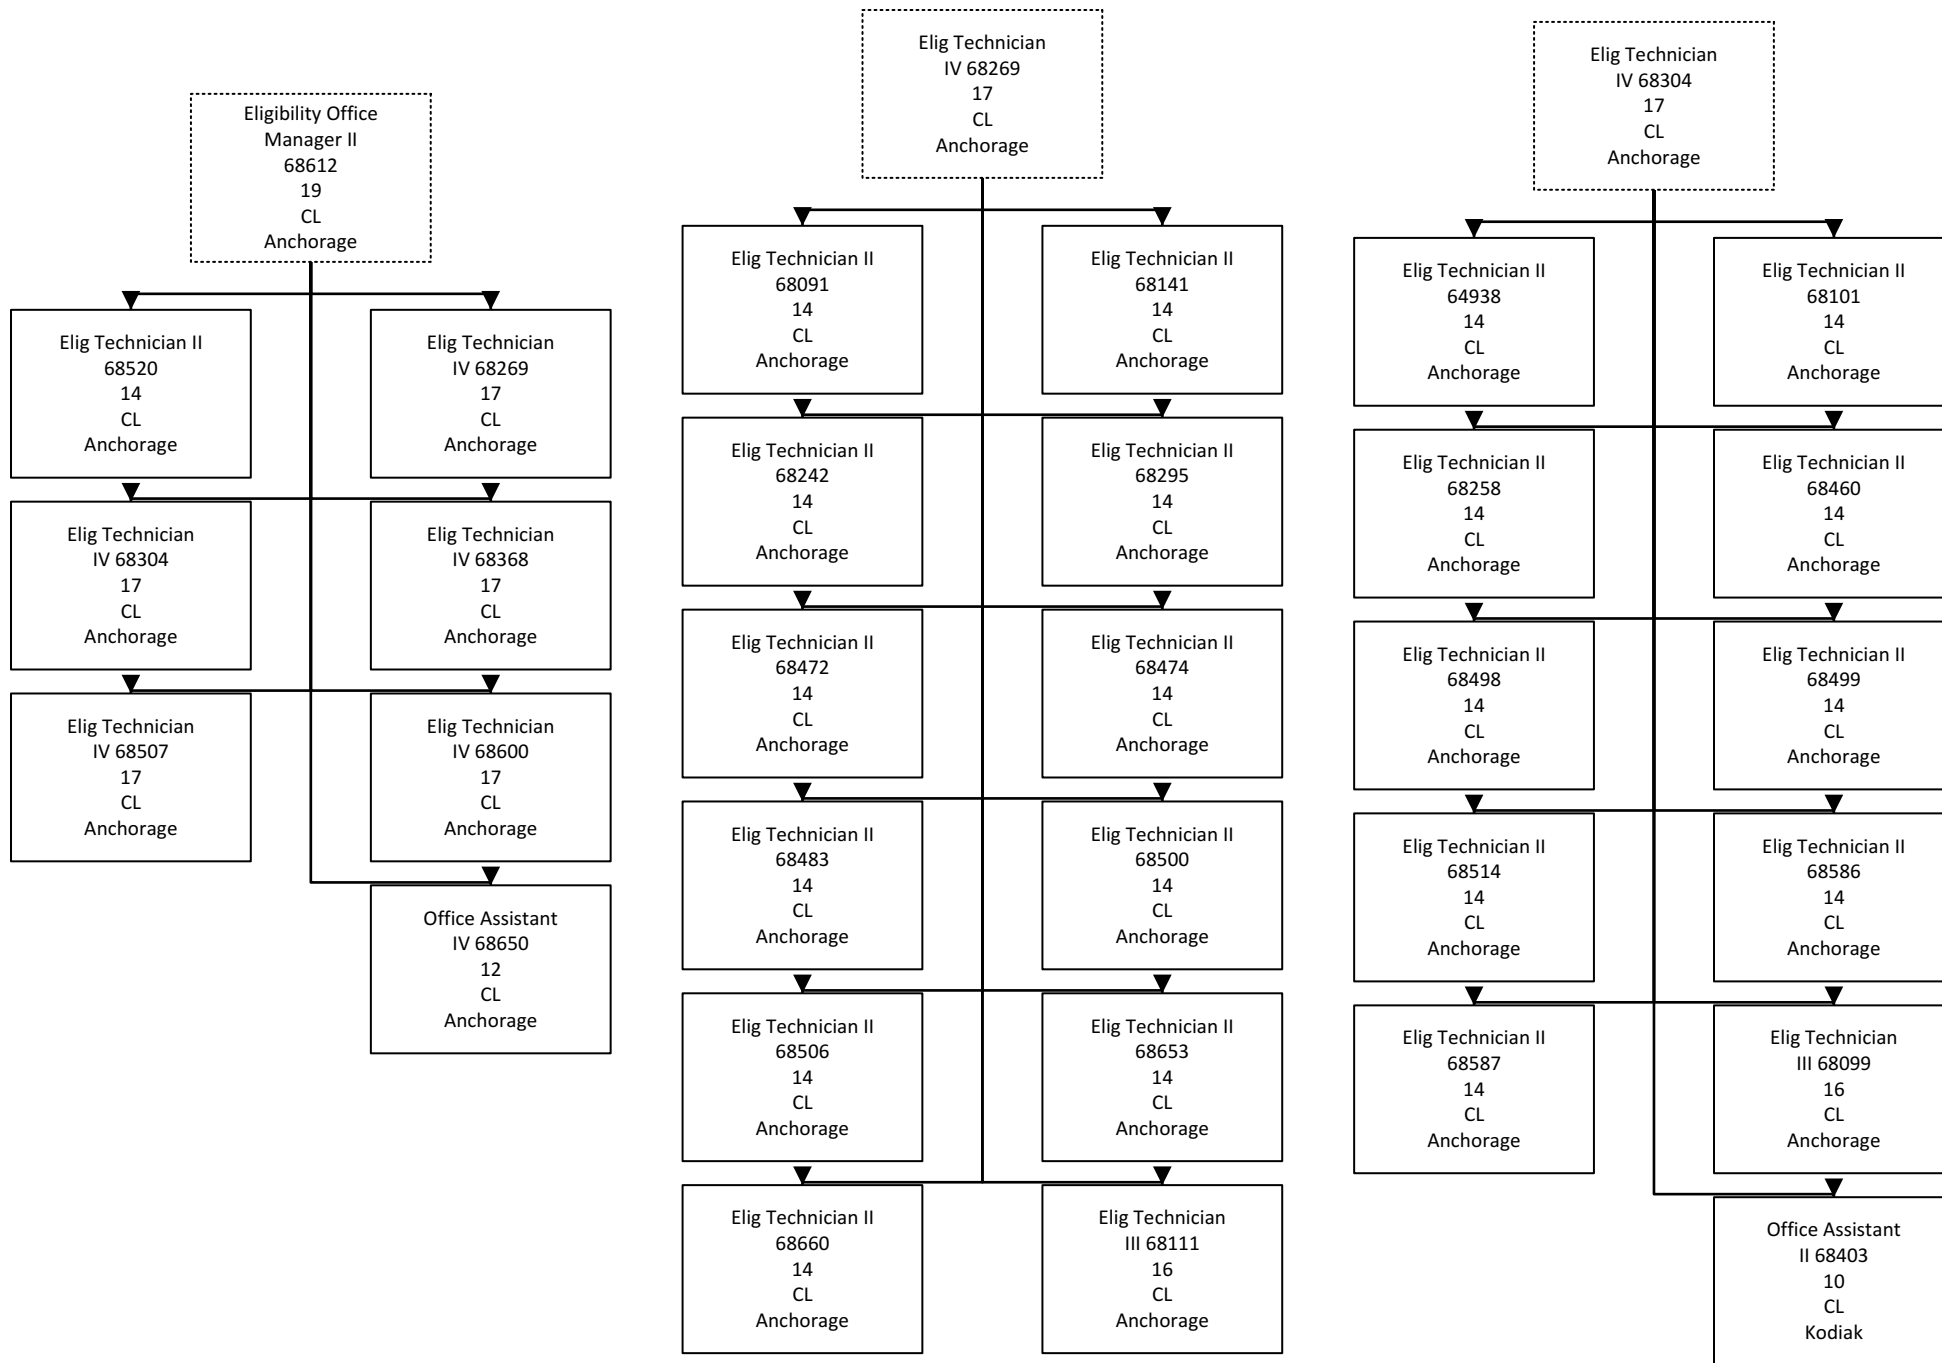 Eligibility Office
Manager II
68612
19
CL
Anchorage
Elig Technician II
68520
14
CL
Anchorage
Elig Technician
IV 68269
17
CL
Anchorage
Elig Technician
IV 68304
17
CL
Anchorage
Elig Technician
IV 68368
17
CL
Anchorage
Elig Technician
IV 68507
17
CL
Anchorage
Elig Technician
IV 68600
17
CL
Anchorage
Office Assistant
IV 68650
12
CL
Anchorage
Elig Technician
IV 68269
17
CL
Anchorage
Elig Technician II
68091
14
CL
Anchorage
Elig Technician II
68141
14
CL
Anchorage
Elig Technician II
68242
14
CL
Anchorage
Elig Technician II
68295
14
CL
Anchorage
Elig Technician II
68472
14
CL
Anchorage
Elig Technician II
68474
14
CL
Anchorage
Elig Technician II
68483
14
CL
Anchorage
Elig Technician II
68500
14
CL
Anchorage
Elig Technician II
68506
14
CL
Anchorage
Elig Technician II
68653
14
CL
Anchorage
Elig Technician II
68660
14
CL
Anchorage
Elig Technician
III 68111
16
CL
Anchorage
Elig Technician
IV 68304
17
CL
Anchorage
Elig Technician II
64938
14
CL
Anchorage
Elig Technician II
68101
14
CL
Anchorage
Elig Technician II
68258
14
CL
Anchorage
Elig Technician II
68460
14
CL
Anchorage
Elig Technician II
68498
14
CL
Anchorage
Elig Technician II
68499
14
CL
Anchorage
Elig Technician II
68514
14
CL
Anchorage
Elig Technician II
68586
14
CL
Anchorage
Elig Technician II
68587
14
CL
Anchorage
Elig Technician
III 68099
16
CL
Anchorage
Office Assistant
II 68403
10
CL
Kodiak